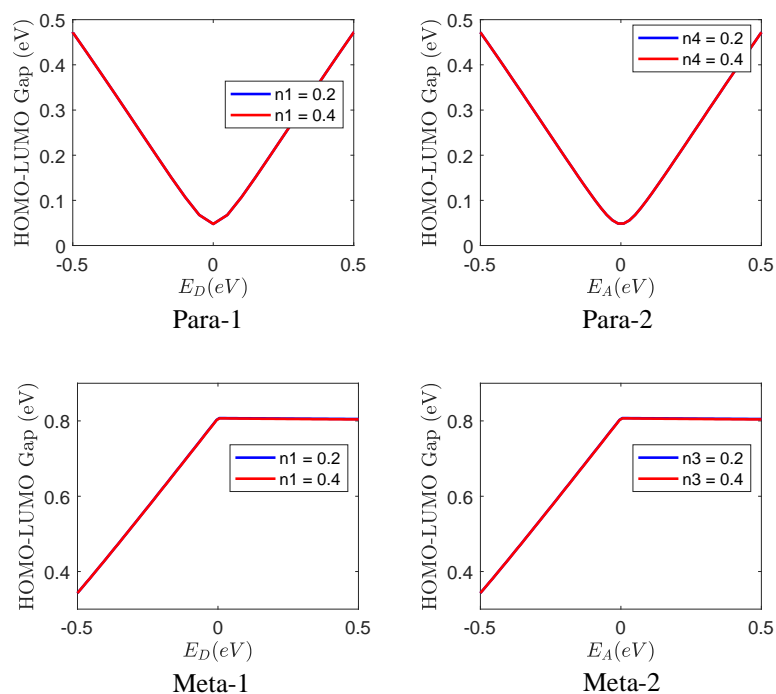 HOMO-LUMO Gap (eV)
0.5
0.4
0.3
0.2
0.1
0
-0.5
0
0.5
n1 = 0.2
n1 = 0.4
E_D(eV)
Para-1
HOMO-LUMO Gap (eV)
0.5
0.4
0.3
0.2
0.1
0
-0.5
0
0.5
n4 = 0.2
n4 = 0.4
E_A(eV)
Para-2
HOMO-LUMO Gap (eV)
0.8
0.6
0.4
-0.5
0
0.5
n1 = 0.2
n1 = 0.4
E_D(eV)
Meta-1
HOMO-LUMO Gap (eV)
0.8
0.6
0.4
-0.5
0
0.5
n3 = 0.2
n3 = 0.4
E_A(eV)
Meta-2